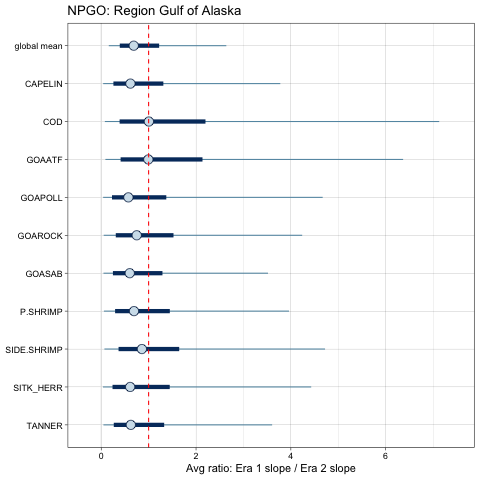 NPGO: Region Gulf of Alaska
global mean
CAPELIN
COD
GOAATF
GOAPOLL
GOAROCK
GOASAB
P.SHRIMP
SIDE.SHRIMP
SITK_HERR
TANNER
0 2 4 6
Avg ratio: Era 1 slope / Era 2 slope